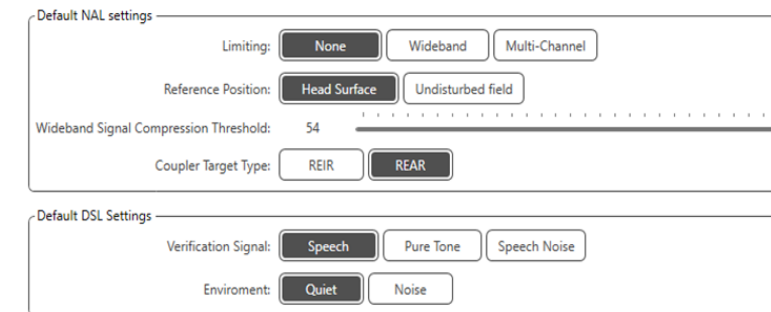 Default NAL settings
Limiting: None Wideband Multi-Channel
Reference Position: Head Surface Undisturbed field
Wideband Signal Compression Threshold: 54
Coupler Target Type: REIR REAR
Default DSL Settings
Verification Signal: Speech Pure Tone Speech Noise
Enviroment: Quiet Noise